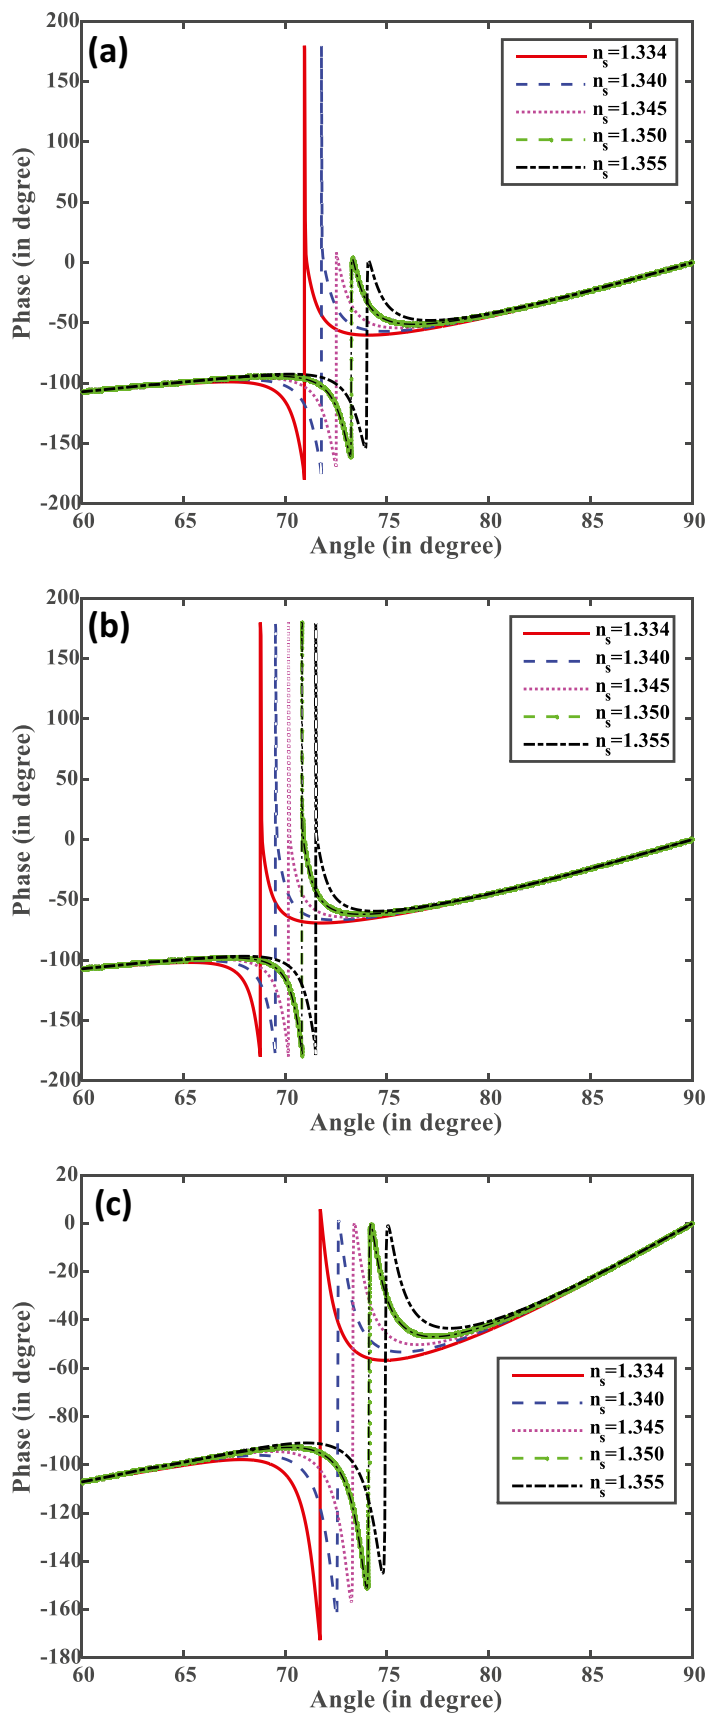 (a)
200
150
100
50
0
-50
-100
-150
-200
Phase (in degree)
n_s=1.334
n_s=1.340
n_s=1.345
n_s=1.350
n_s=1.355
60 65 70 75 80 85 90
Angle (in degree)
(b)
200
150
100
50
0
-50
-100
-150
-200
Phase (in degree)
n_s=1.334
n_s=1.340
n_s=1.345
n_s=1.350
n_s=1.355
60 65 70 75 80 85 90
Angle (in degree)
(c)
20
0
-20
-40
-60
-80
-100
-120
-140
-160
-180
Phase (in degree)
n_s=1.334
n_s=1.340
n_s=1.345
n_s=1.350
n_s=1.355
60 65 70 75 80 85 90
Angle (in degree)